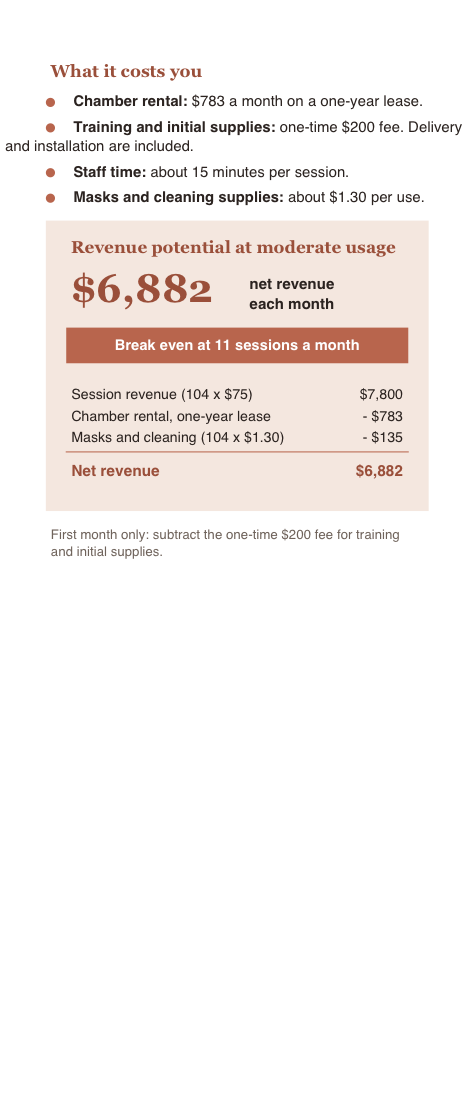 What it costs you
● Chamber rental: $783 a month on a one-year lease.
● Training and initial supplies: one-time $200 fee. Delivery
and installation are included.
● Staff time: about 15 minutes per session.
● Masks and cleaning supplies: about $1.30 per use.
Revenue potential at moderate usage
$6,882
net revenue
each month
Break even at 11 sessions a month
Session revenue (104 x $75) $7,800
Chamber rental, one-year lease - $783
Masks and cleaning (104 x $1.30) - $135
Net revenue $6,882
First month only: subtract the one-time $200 fee for training
and initial supplies.